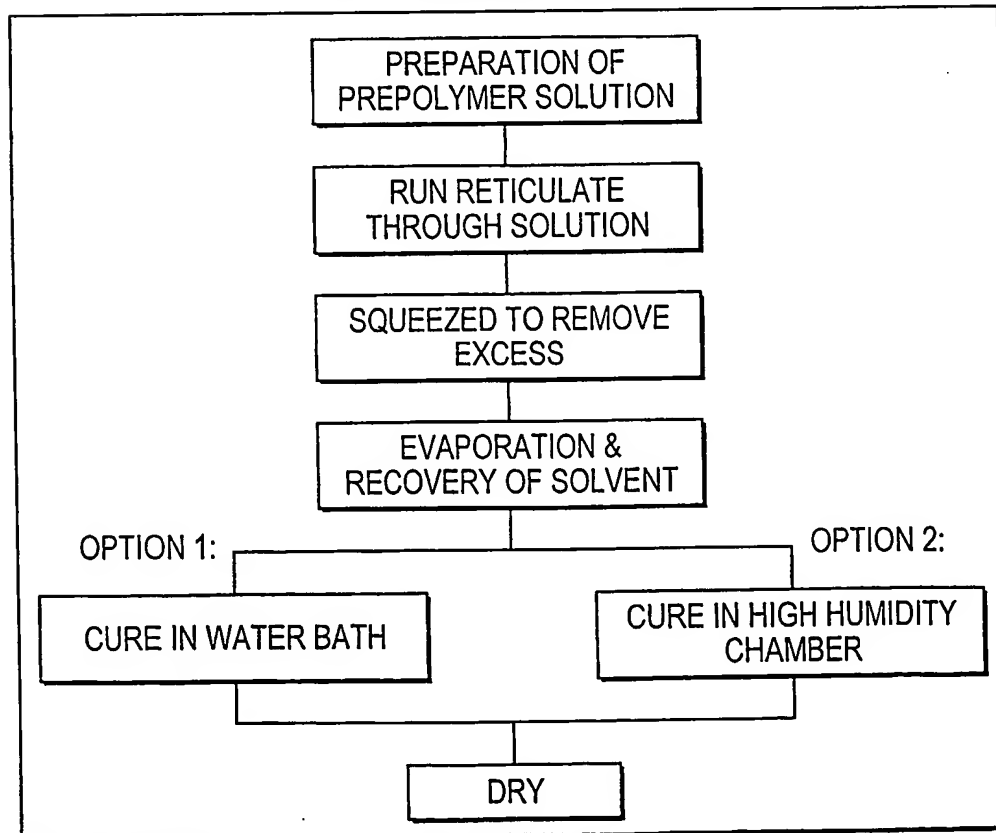 PREPARATION OF
PREPOLYMER SOLUTION
RUN RETICULATE
THROUGH SOLUTION
SQUEEZED TO REMOVE
EXCESS
EVAPORATION &
RECOVERY OF SOLVENT
OPTION 1:
OPTION 2:
CURE IN WATER BATH
CURE IN HIGH HUMIDITY
CHAMBER
DRY